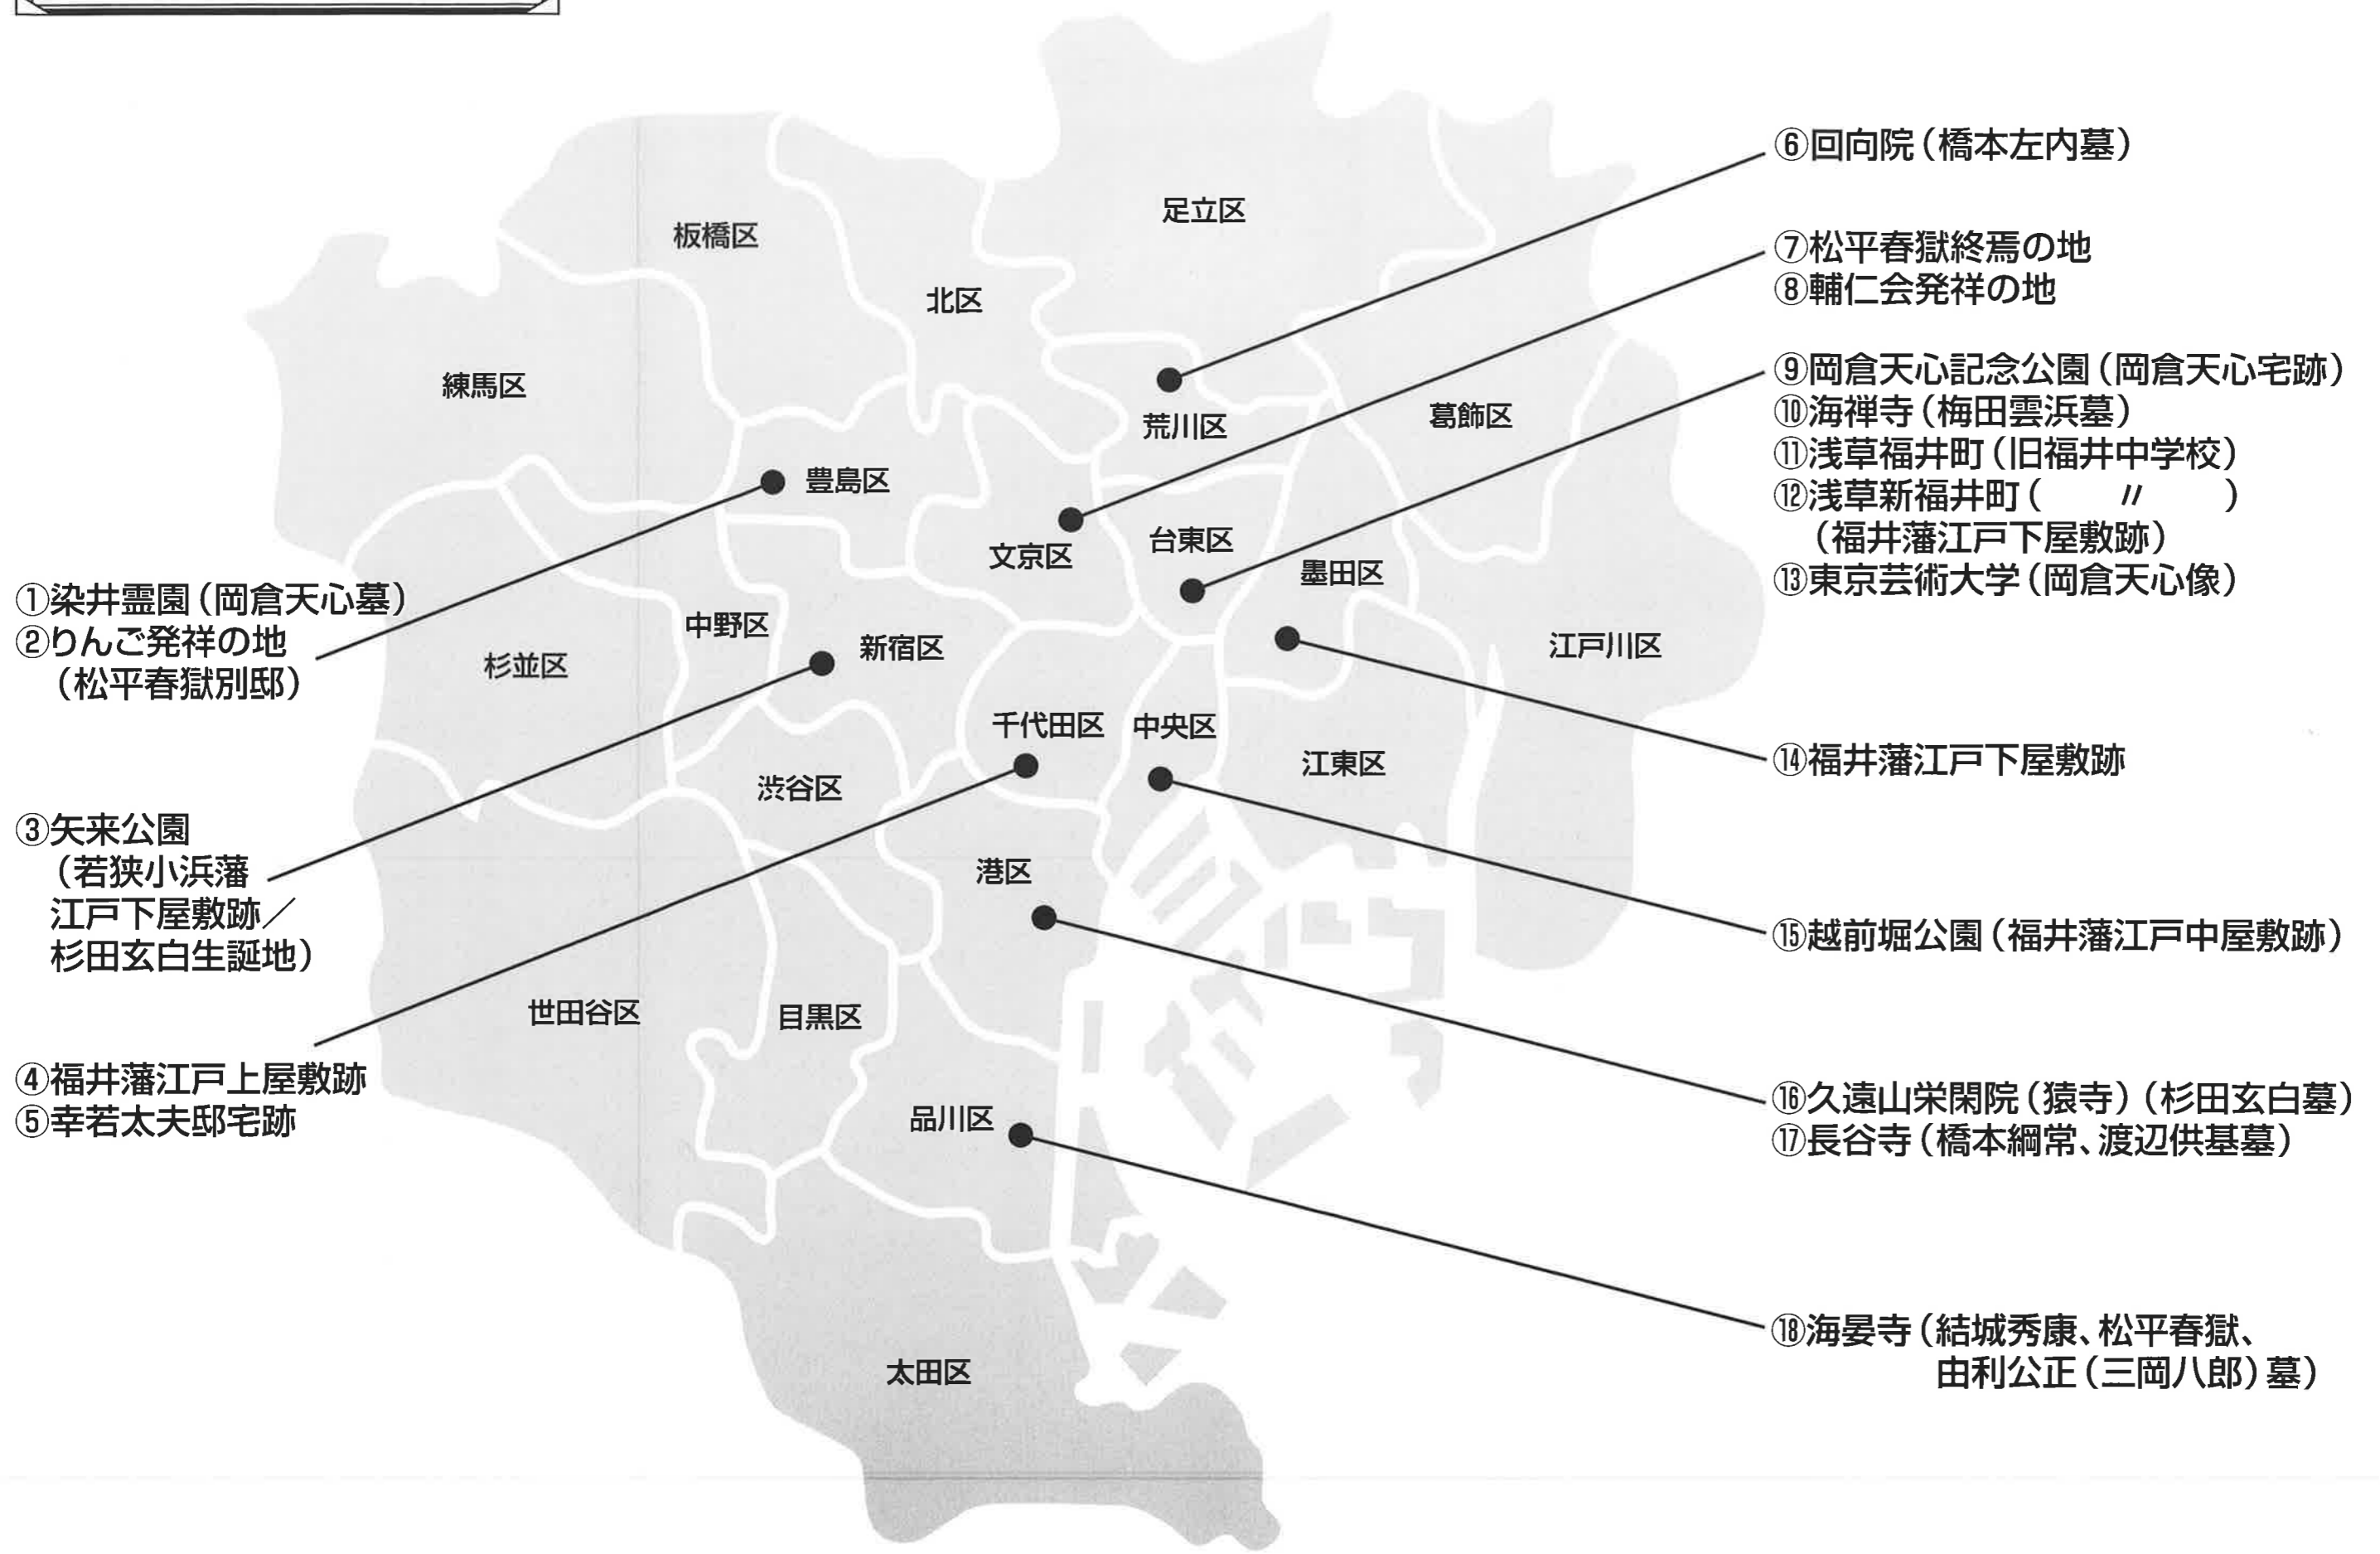 ①染井霊園（岡倉天心墓）
②りんご発祥の地
（松平春獄別邸）
③矢来公園
（若狭小浜藩
江戸下屋敷跡／
杉田玄白生誕地）
④福井藩江戸上屋敷跡
⑤幸若太夫邸宅跡
⑥回向院（橋本左内墓）
⑦松平春獄終焉の地
⑧輔仁会発祥の地
⑨岡倉天心記念公園（岡倉天心宅跡）
⑩海禅寺（梅田雲浜墓）
⑪浅草福井町（旧福井中学校）
⑫浅草新福井町（　〃　）
（福井藩江戸下屋敷跡）
⑬東京芸術大学（岡倉天心像）
⑭福井藩江戸下屋敷跡
⑮越前堀公園（福井藩江戸中屋敷跡）
⑯久遠山栄閑院（猿寺）（杉田玄白墓）
⑰長谷寺（橋本綱常、渡辺供基墓）
⑱海晏寺（結城秀康、松平春獄、
由利公正（三岡八郎）墓）
足立区
板橋区
北区
練馬区
荒川区
葛飾区
豊島区
文京区
台東区
墨田区
中野区
新宿区
杉並区
江戸川区
千代田区
中央区
江東区
渋谷区
港区
世田谷区
目黒区
品川区
太田区